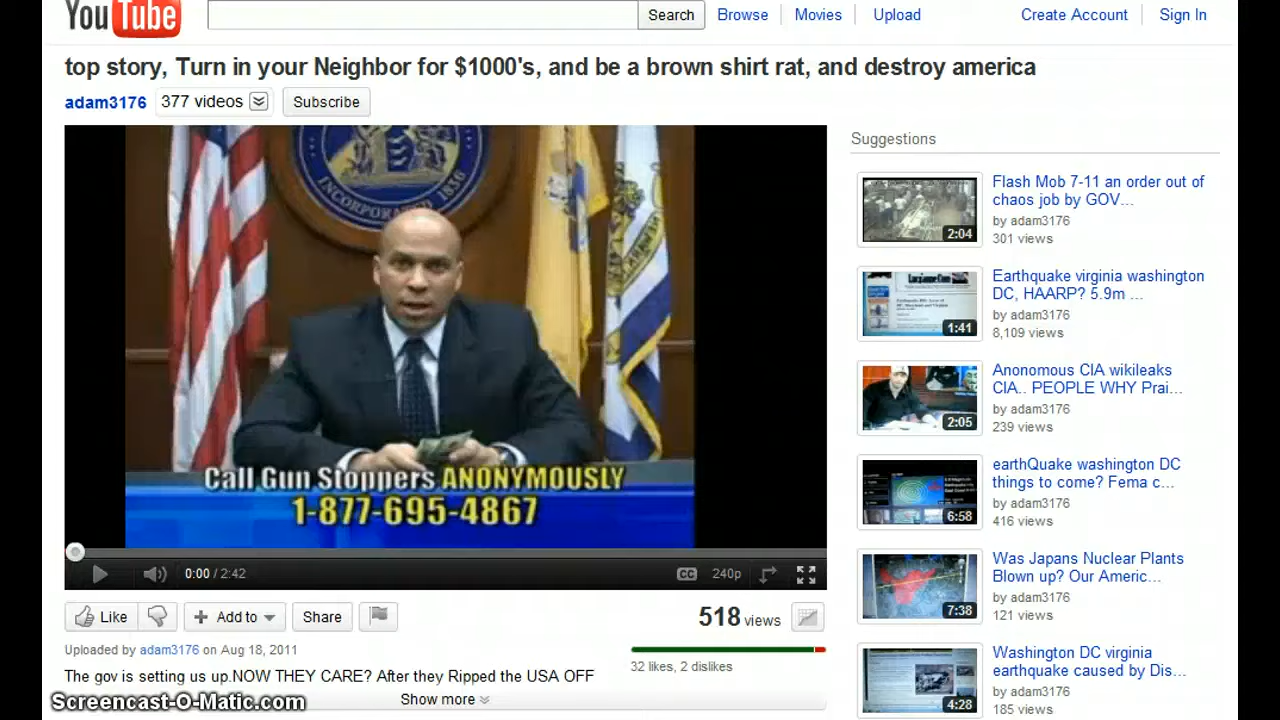 YouTube
Search
Browse
Movies
Upload
Create Account
Sign In
top story, Turn in your Neighbor for $1000's, and be a brown shirt rat, and destroy america
adam3176
377 videos
Subscribe
INCORPORATED 1836
Call Gun Stoppers ANONYMOUSLY
1-877-695-4867
0:00 / 2:42
CC
240p
Like
+ Add to
Share
518 views
Uploaded by adam3176 on Aug 18, 2011
32 likes, 2 dislikes
The gov is setting us up.NOW THEY CARE? After they Ripped the USA OFF
Show more
Screencast-O-Matic.com
Suggestions
2:04
Flash Mob 7-11 an order out of
chaos job by GOV...
by adam3176
301 views
1:41
Earthquake virginia washington
DC, HAARP? 5.9m ...
by adam3176
8,109 views
2:05
Anonomous CIA wikileaks
CIA.. PEOPLE WHY Prai...
by adam3176
239 views
6:58
earthQuake washington DC
things to come? Fema c...
by adam3176
416 views
7:38
Was Japans Nuclear Plants
Blown up? Our Americ...
by adam3176
121 views
4:28
Washington DC virginia
earthquake caused by Dis...
by adam3176
185 views